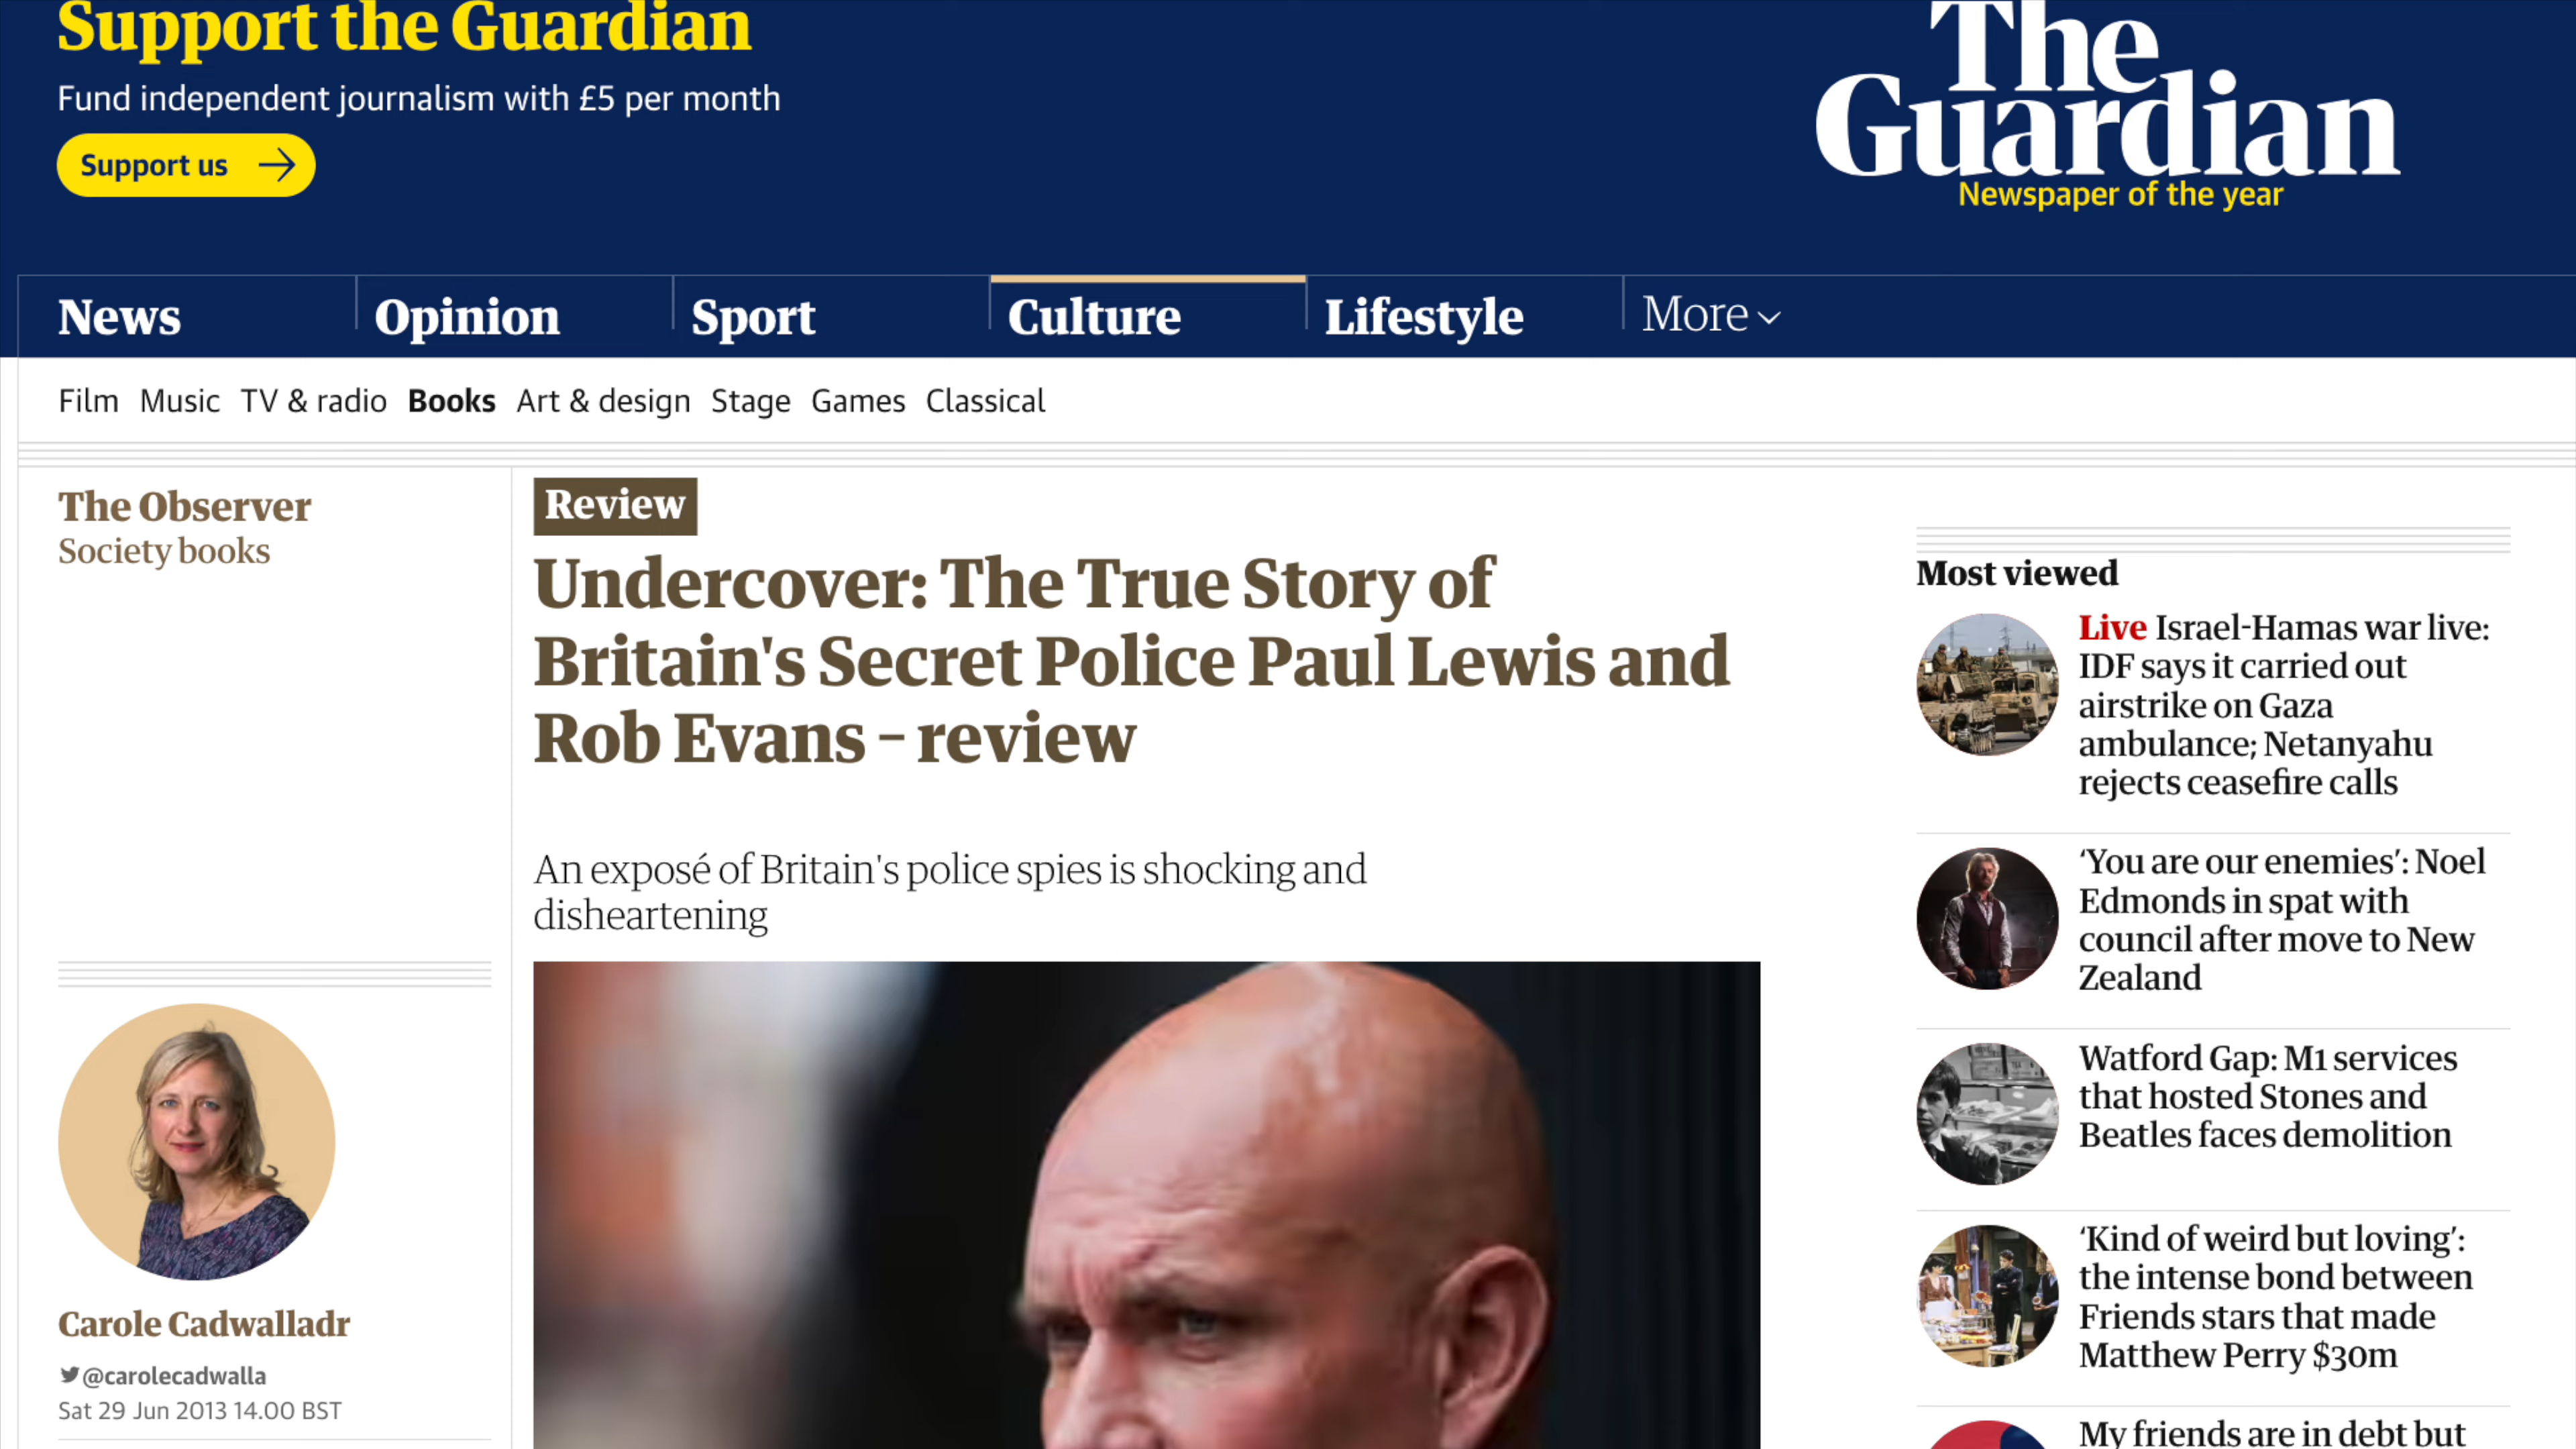 Support the Guardian
Fund independent journalism with £5 per month
Support us
The
Guardian
Newspaper of the year
News
Opinion
Sport
Culture
Lifestyle
More
Film
Music
TV & radio
Books
Art & design
Stage
Games
Classical
The Observer
Society books
Review
Undercover: The True Story of
Britain's Secret Police Paul Lewis and
Rob Evans – review
An exposé of Britain's police spies is shocking and
disheartening
Carole Cadwalladr
@carolecadwalla
Sat 29 Jun 2013 14.00 BST
Most viewed
Live Israel-Hamas war live:
IDF says it carried out
airstrike on Gaza
ambulance; Netanyahu
rejects ceasefire calls
‘You are our enemies’: Noel
Edmonds in spat with
council after move to New
Zealand
Watford Gap: M1 services
that hosted Stones and
Beatles faces demolition
‘Kind of weird but loving’:
the intense bond between
Friends stars that made
Matthew Perry $30m
My friends are in debt but